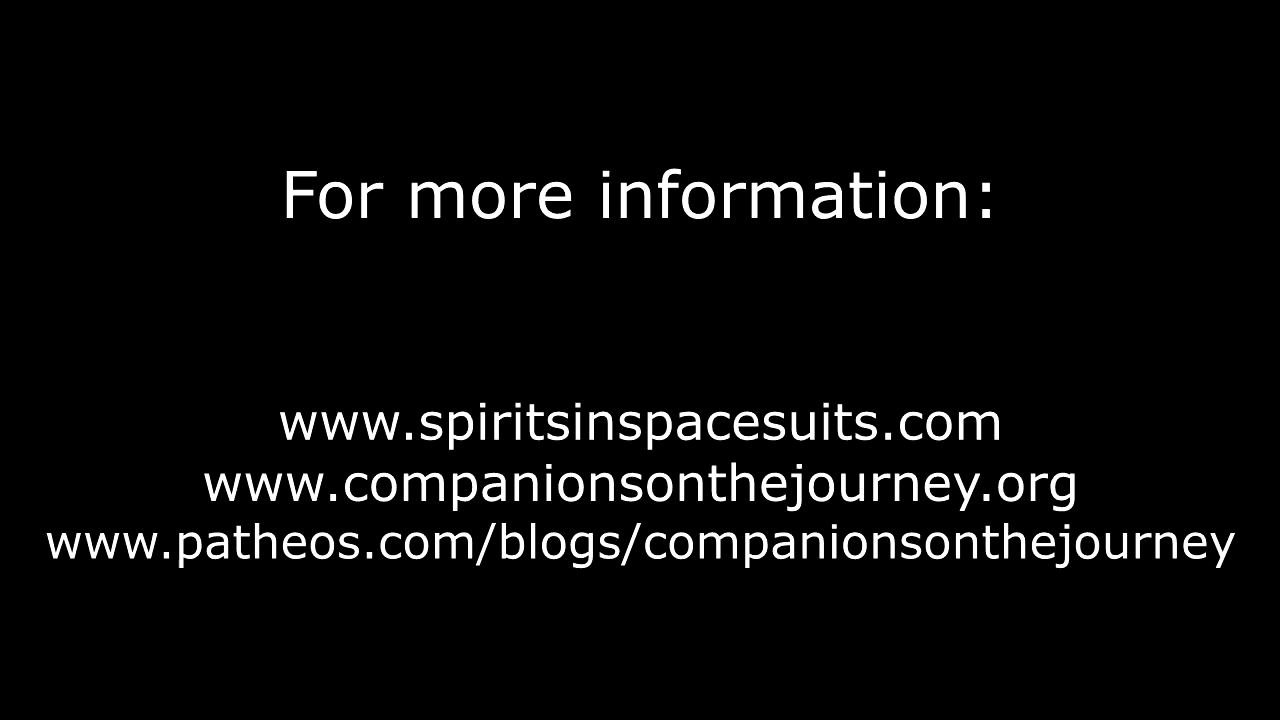 For more information:
www.spiritsinspacesuits.com
www.companionsonthejourney.org
www.patheos.com/blogs/companionsonthejourney